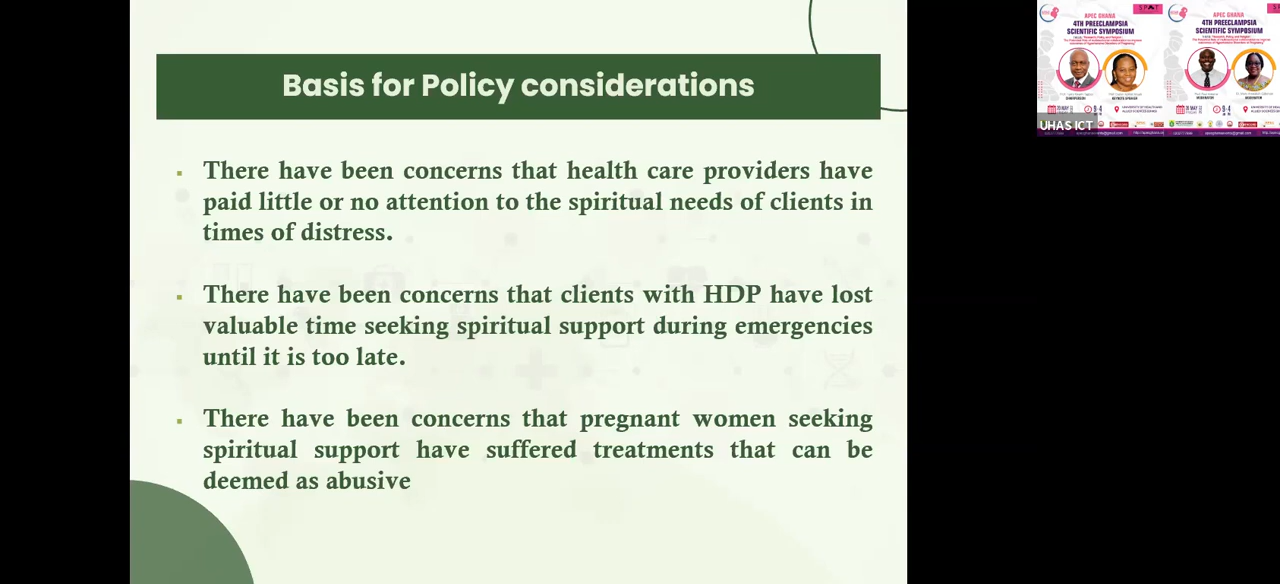 Basis for Policy considerations
There have been concerns that health care providers have
paid little or no attention to the spiritual needs of clients in
times of distress.
There have been concerns that clients with HDP have lost
valuable time seeking spiritual support during emergencies
until it is too late.
There have been concerns that pregnant women seeking
spiritual support have suffered treatments that can be
deemed as abusive
APEC GHANA
4TH PREECLAMPSIA
SCIENTIFIC SYMPOSIUM
APEC GHANA
4TH PREECLAMPSIA
SCIENTIFIC SYMPOSIUM
UHAS ICT